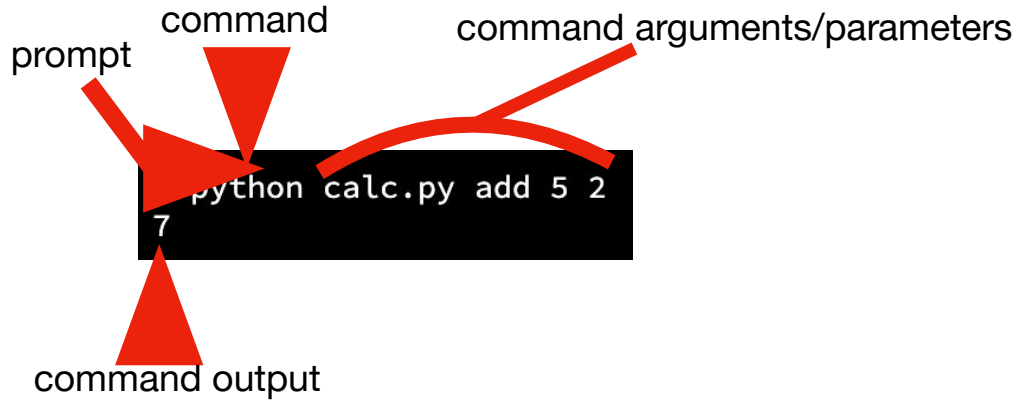 command
prompt
command arguments/parameters
python calc.py add 5 2
7
command output